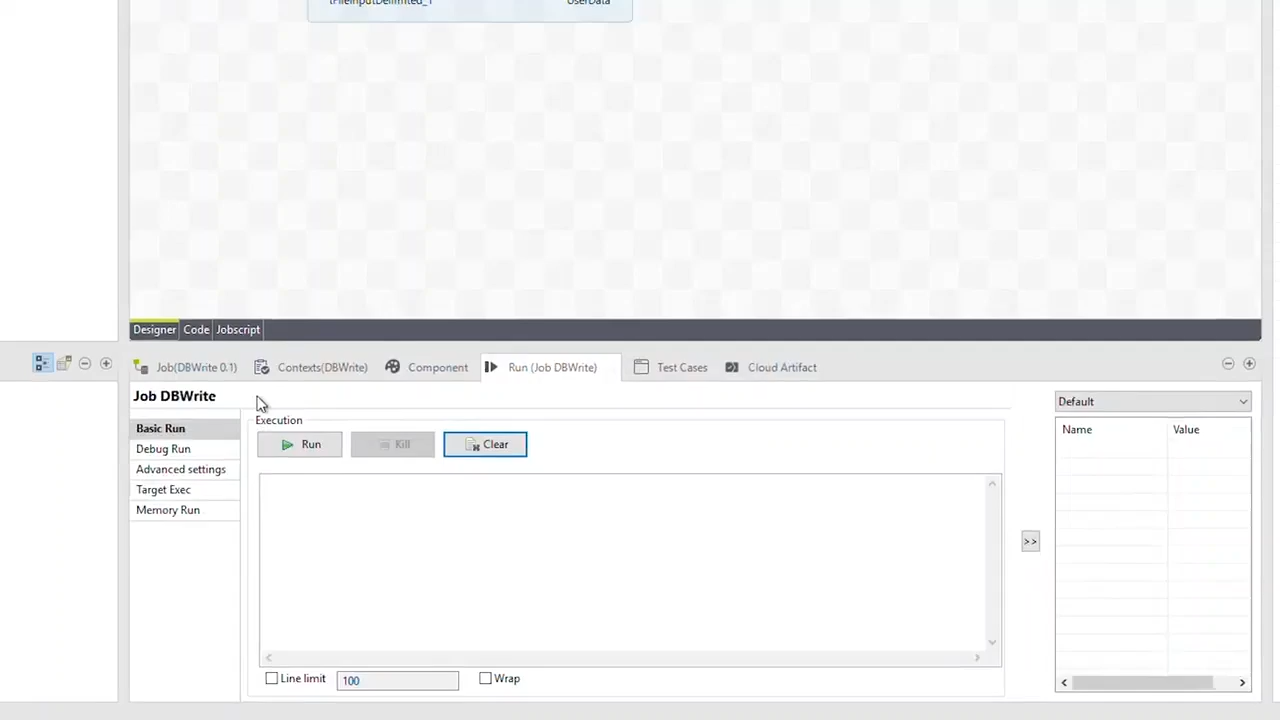 tFileInputDelimited_1 UserData
Designer Code Jobscript
Job(DBWrite 0.1) Contexts(DBWrite) Component Run (Job DBWrite) Test Cases Cloud Artifact
Job DBWrite
Default
Execution
Basic Run
Name Value
Run Kill Clear
Debug Run
Advanced settings
Target Exec
Memory Run
>>
Line limit 100 Wrap